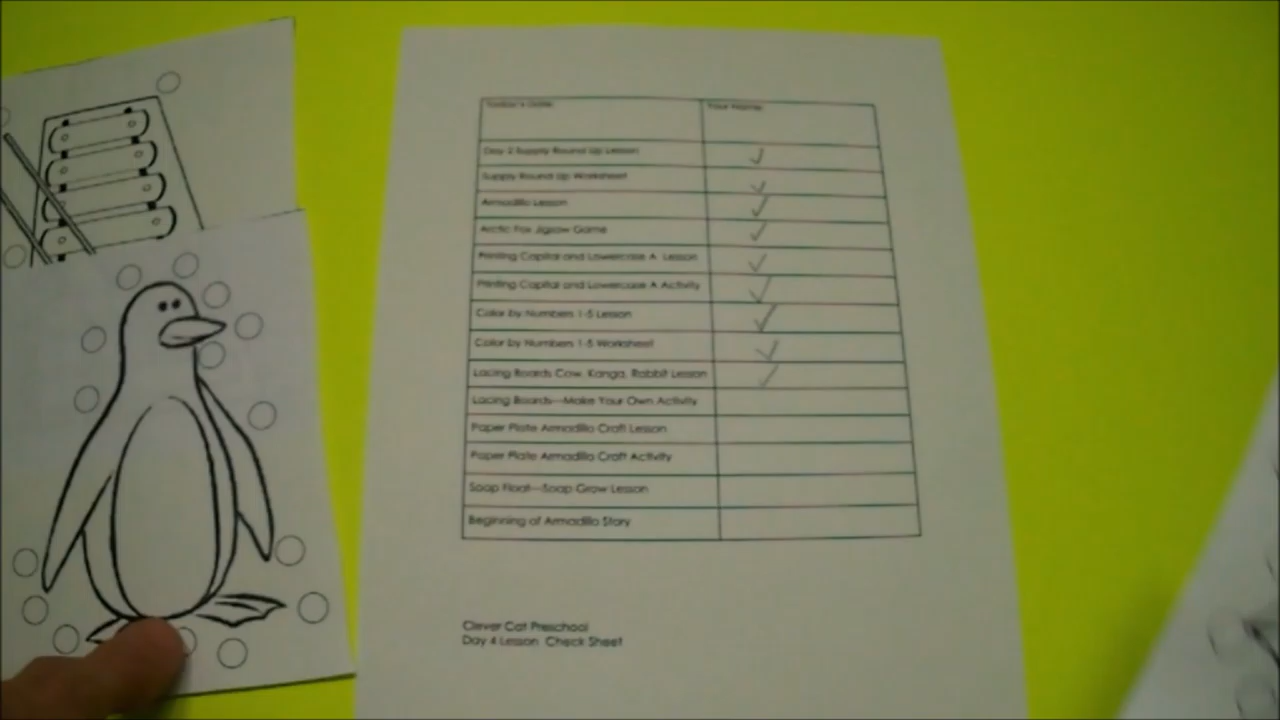 Today's Date Your Name
Day 2 Supply Round Up Lesson
Supply Round Up Worksheet
Armadillo Lesson
Arctic Fox Jigsaw Game
Printing Capital and Lowercase A Lesson
Printing Capital and Lowercase A Activity
Color by Numbers 1-5 Lesson
Color by Numbers 1-5 Worksheet
Lacing Boards Cow, Kanga, Rabbit Lesson
Lacing Boards---Make Your Own Activity
Paper Plate Armadillo Craft Lesson
Paper Plate Armadillo Craft Activity
Soap Float---Soap Grow Lesson
Beginning of Armadillo Story
Clever Cat Preschool
Day 4 Lesson Check Sheet